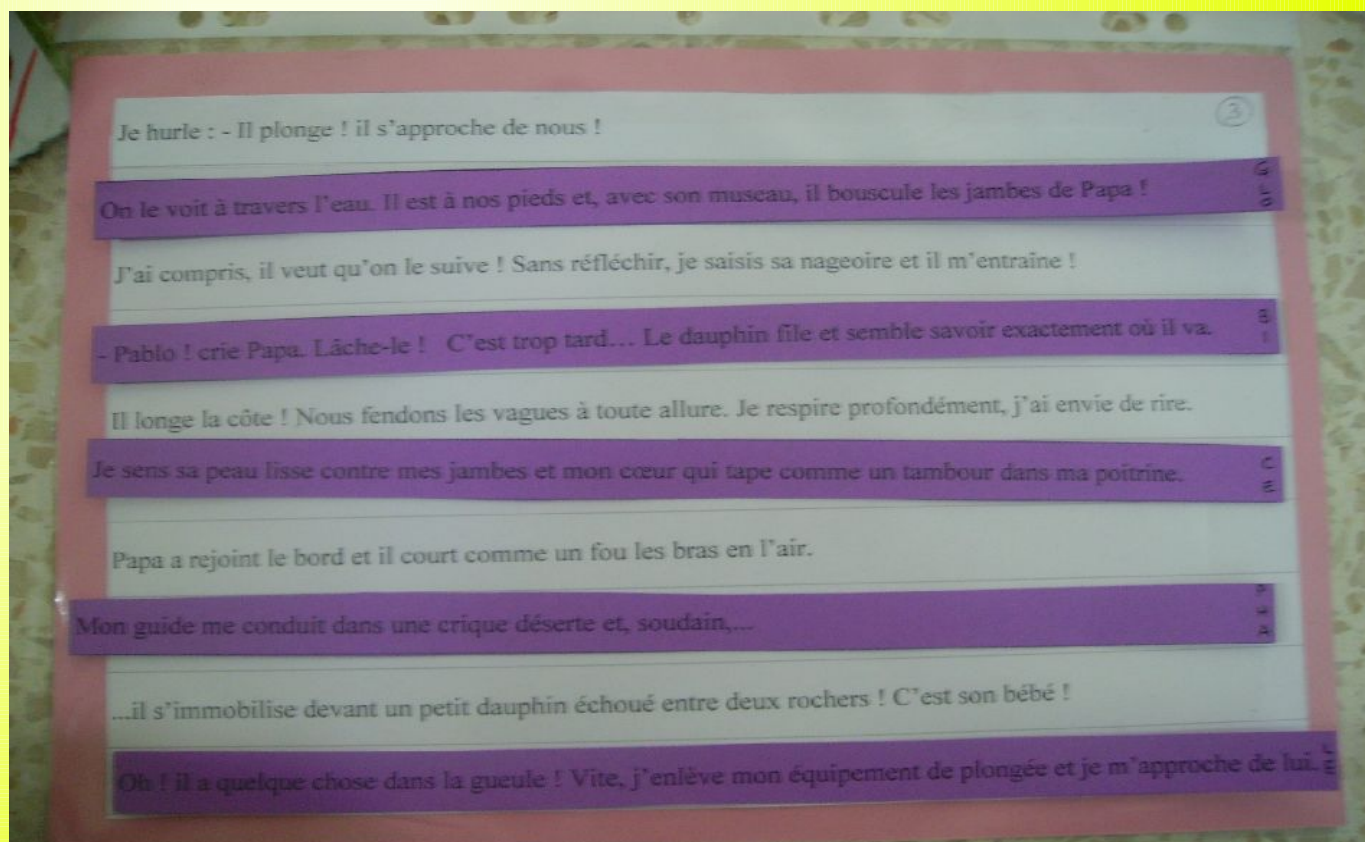 3
Je hurle : - Il plonge ! il s'approche de nous !
On le voit à travers l'eau. Il est à nos pieds et, avec son museau, il bouscule les jambes de Papa !
J'ai compris, il veut qu'on le suive ! Sans réfléchir, je saisis sa nageoire et il m'entraine !
- Pablo ! crie Papa. Lâche-le ! C'est trop tard... Le dauphin file et semble savoir exactement où il va.
Il longe la côte ! Nous fendons les vagues à toute allure. Je respire profondément, j'ai envie de rire.
Je sens sa peau lisse contre mes jambes et mon cœur qui tape comme un tambour dans ma poitrine.
C E
Papa a rejoint le bord et il court comme un fou les bras en l'air.
Mon guide me conduit dans une crique déserte et, soudain,...
...il s'immobilise devant un petit dauphin échoué entre deux rochers ! C'est son bébé !
Oh ! il a quelque chose dans la gueule ! Vite, j'enlève mon équipement de plongée et je m'approche de lui.